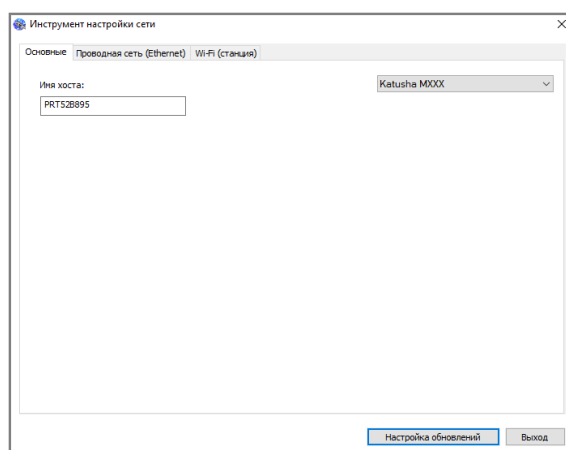 Инструмент настройки сети
Основные Проводная сеть (Ethernet) Wi-Fi (станция)
Имя хоста: Katusha MXXX
PRT52B895
Настройка обновлений Выход